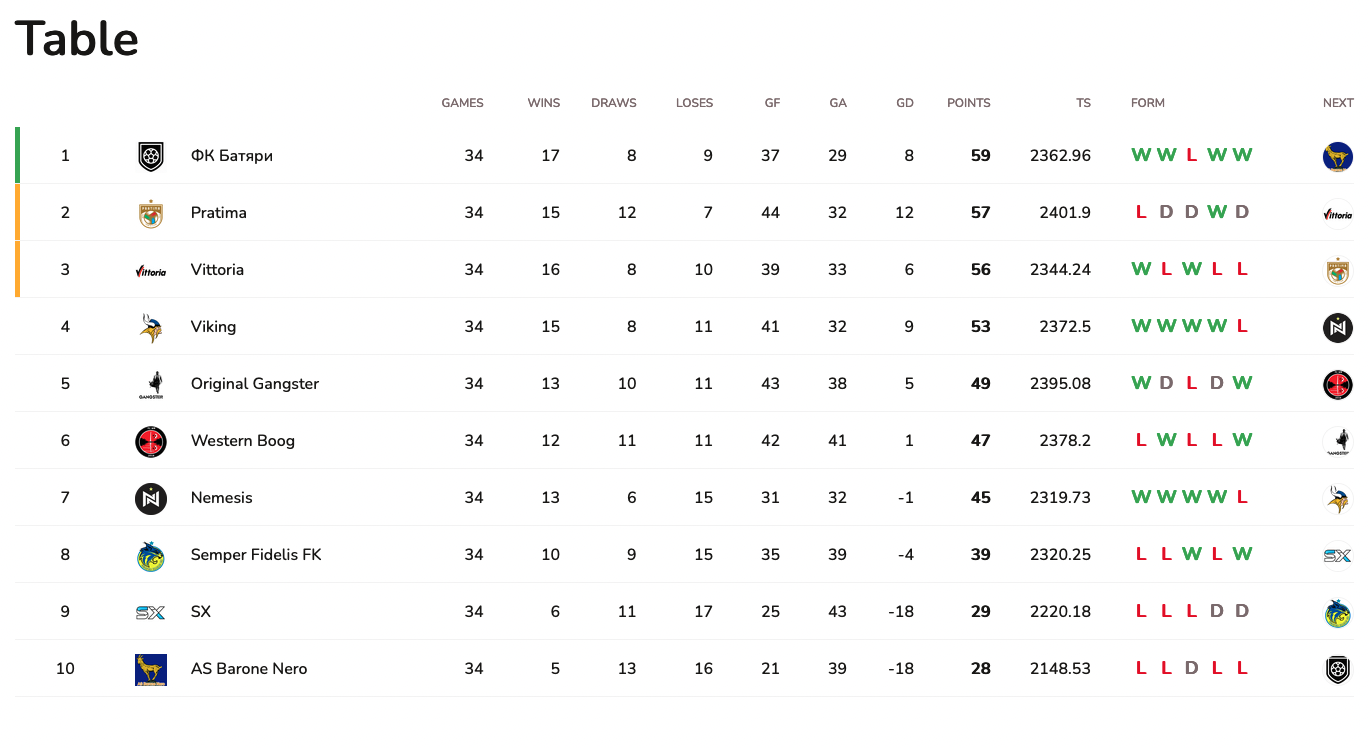 Table
GAMES WINS DRAWS LOSES GF GA GD POINTS TS FORM NEXT
1 ФК Батяри 34 17 8 9 37 29 8 59 2362.96 W W L W W
2 Pratima 34 15 12 7 44 32 12 57 2401.9 L D D W D Vittoria
3 Vittoria Vittoria 34 16 8 10 39 33 6 56 2344.24 W L W L L
4 Viking 34 15 8 11 41 32 9 53 2372.5 W W W W L
5 GANGSTER Original Gangster 34 13 10 11 43 38 5 49 2395.08 W D L D W
6 Western Boog 34 12 11 11 42 41 1 47 2378.2 L W L L W
7 N Nemesis 34 13 6 15 31 32 -1 45 2319.73 W W W W L
8 Semper Fidelis FK 34 10 9 15 35 39 -4 39 2320.25 L L W L W SX
9 SX SX 34 6 11 17 25 43 -18 29 2220.18 L L L D D
10 AS Barone Nero 34 5 13 16 21 39 -18 28 2148.53 L L D L L